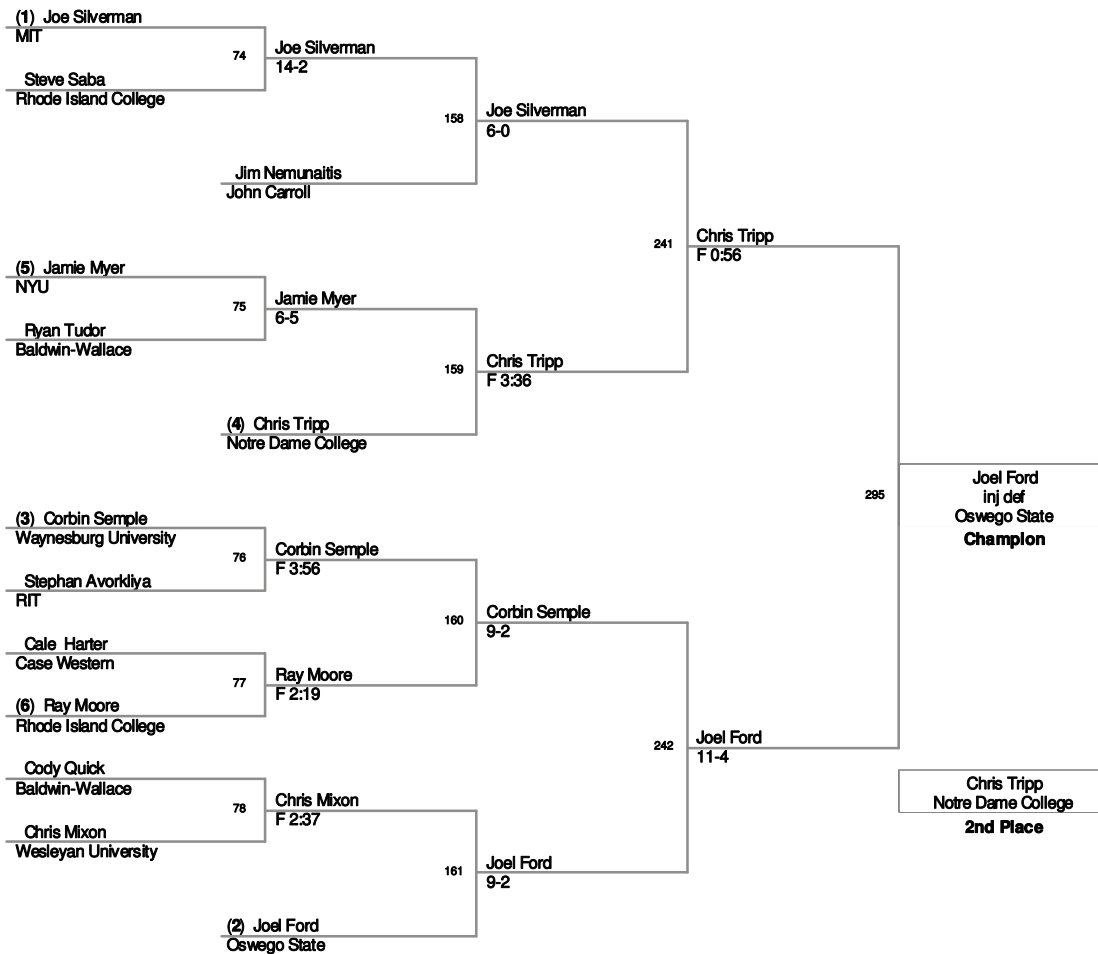 (1) Joe Silverman
MIT
74
Joe Silverman
14-2
Steve Saba
Rhode Island College
158
Joe Silverman
6-0
Jim Nemunaitis
John Carroll
241
Chris Tripp
F 0:56
(5) Jamie Myer
NYU
75
Jamie Myer
6-5
Ryan Tudor
Baldwin-Wallace
159
Chris Tripp
F 3:36
(4) Chris Tripp
Notre Dame College
295
Joel Ford
inj def
Oswego State
Champion
(3) Corbin Semple
Waynesburg University
76
Corbin Semple
F 3:56
Stephan Avorkliya
RIT
160
Corbin Semple
9-2
Cale Harter
Case Western
77
Ray Moore
F 2:19
(6) Ray Moore
Rhode Island College
242
Joel Ford
11-4
Cody Quick
Baldwin-Wallace
78
Chris Mixon
F 2:37
Chris Mixon
Wesleyan University
161
Joel Ford
9-2
(2) Joel Ford
Oswego State
Chris Tripp
Notre Dame College
2nd Place